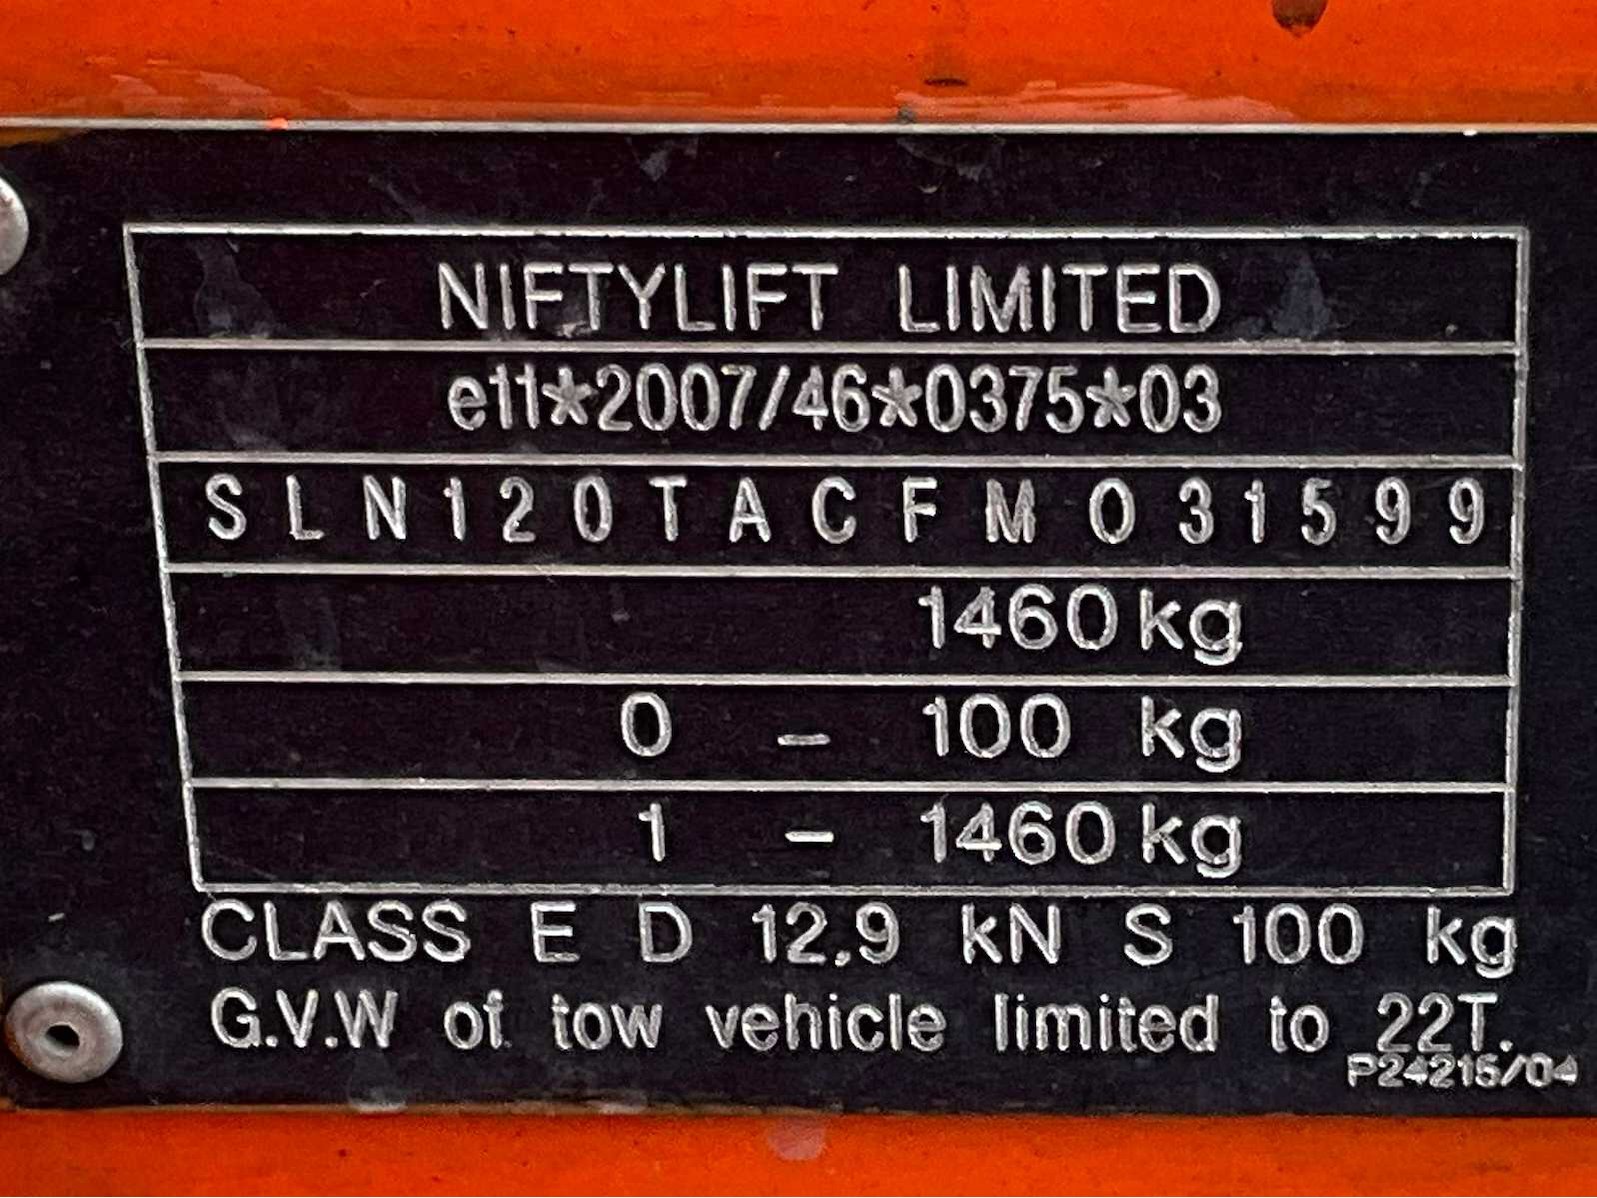 NIFTYLIFT LIMITED
e11*2007/46*0375*03
SLN120TACFM031599
1460kg
0 - 100 kg
1 - 1460kg
CLASS E D 12.9 kN S 100 kg
G.V.W of tow vehicle limited to 22T.
P24215/04